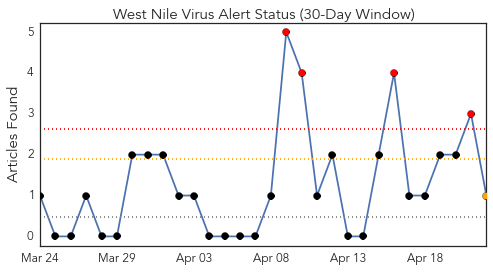 West Nile Virus Alert Status (30-Day Window)
Articles Found
5
4
3
2
1
0
Mar 24 Mar 29 Apr 03 Apr 08 Apr 13 Apr 18